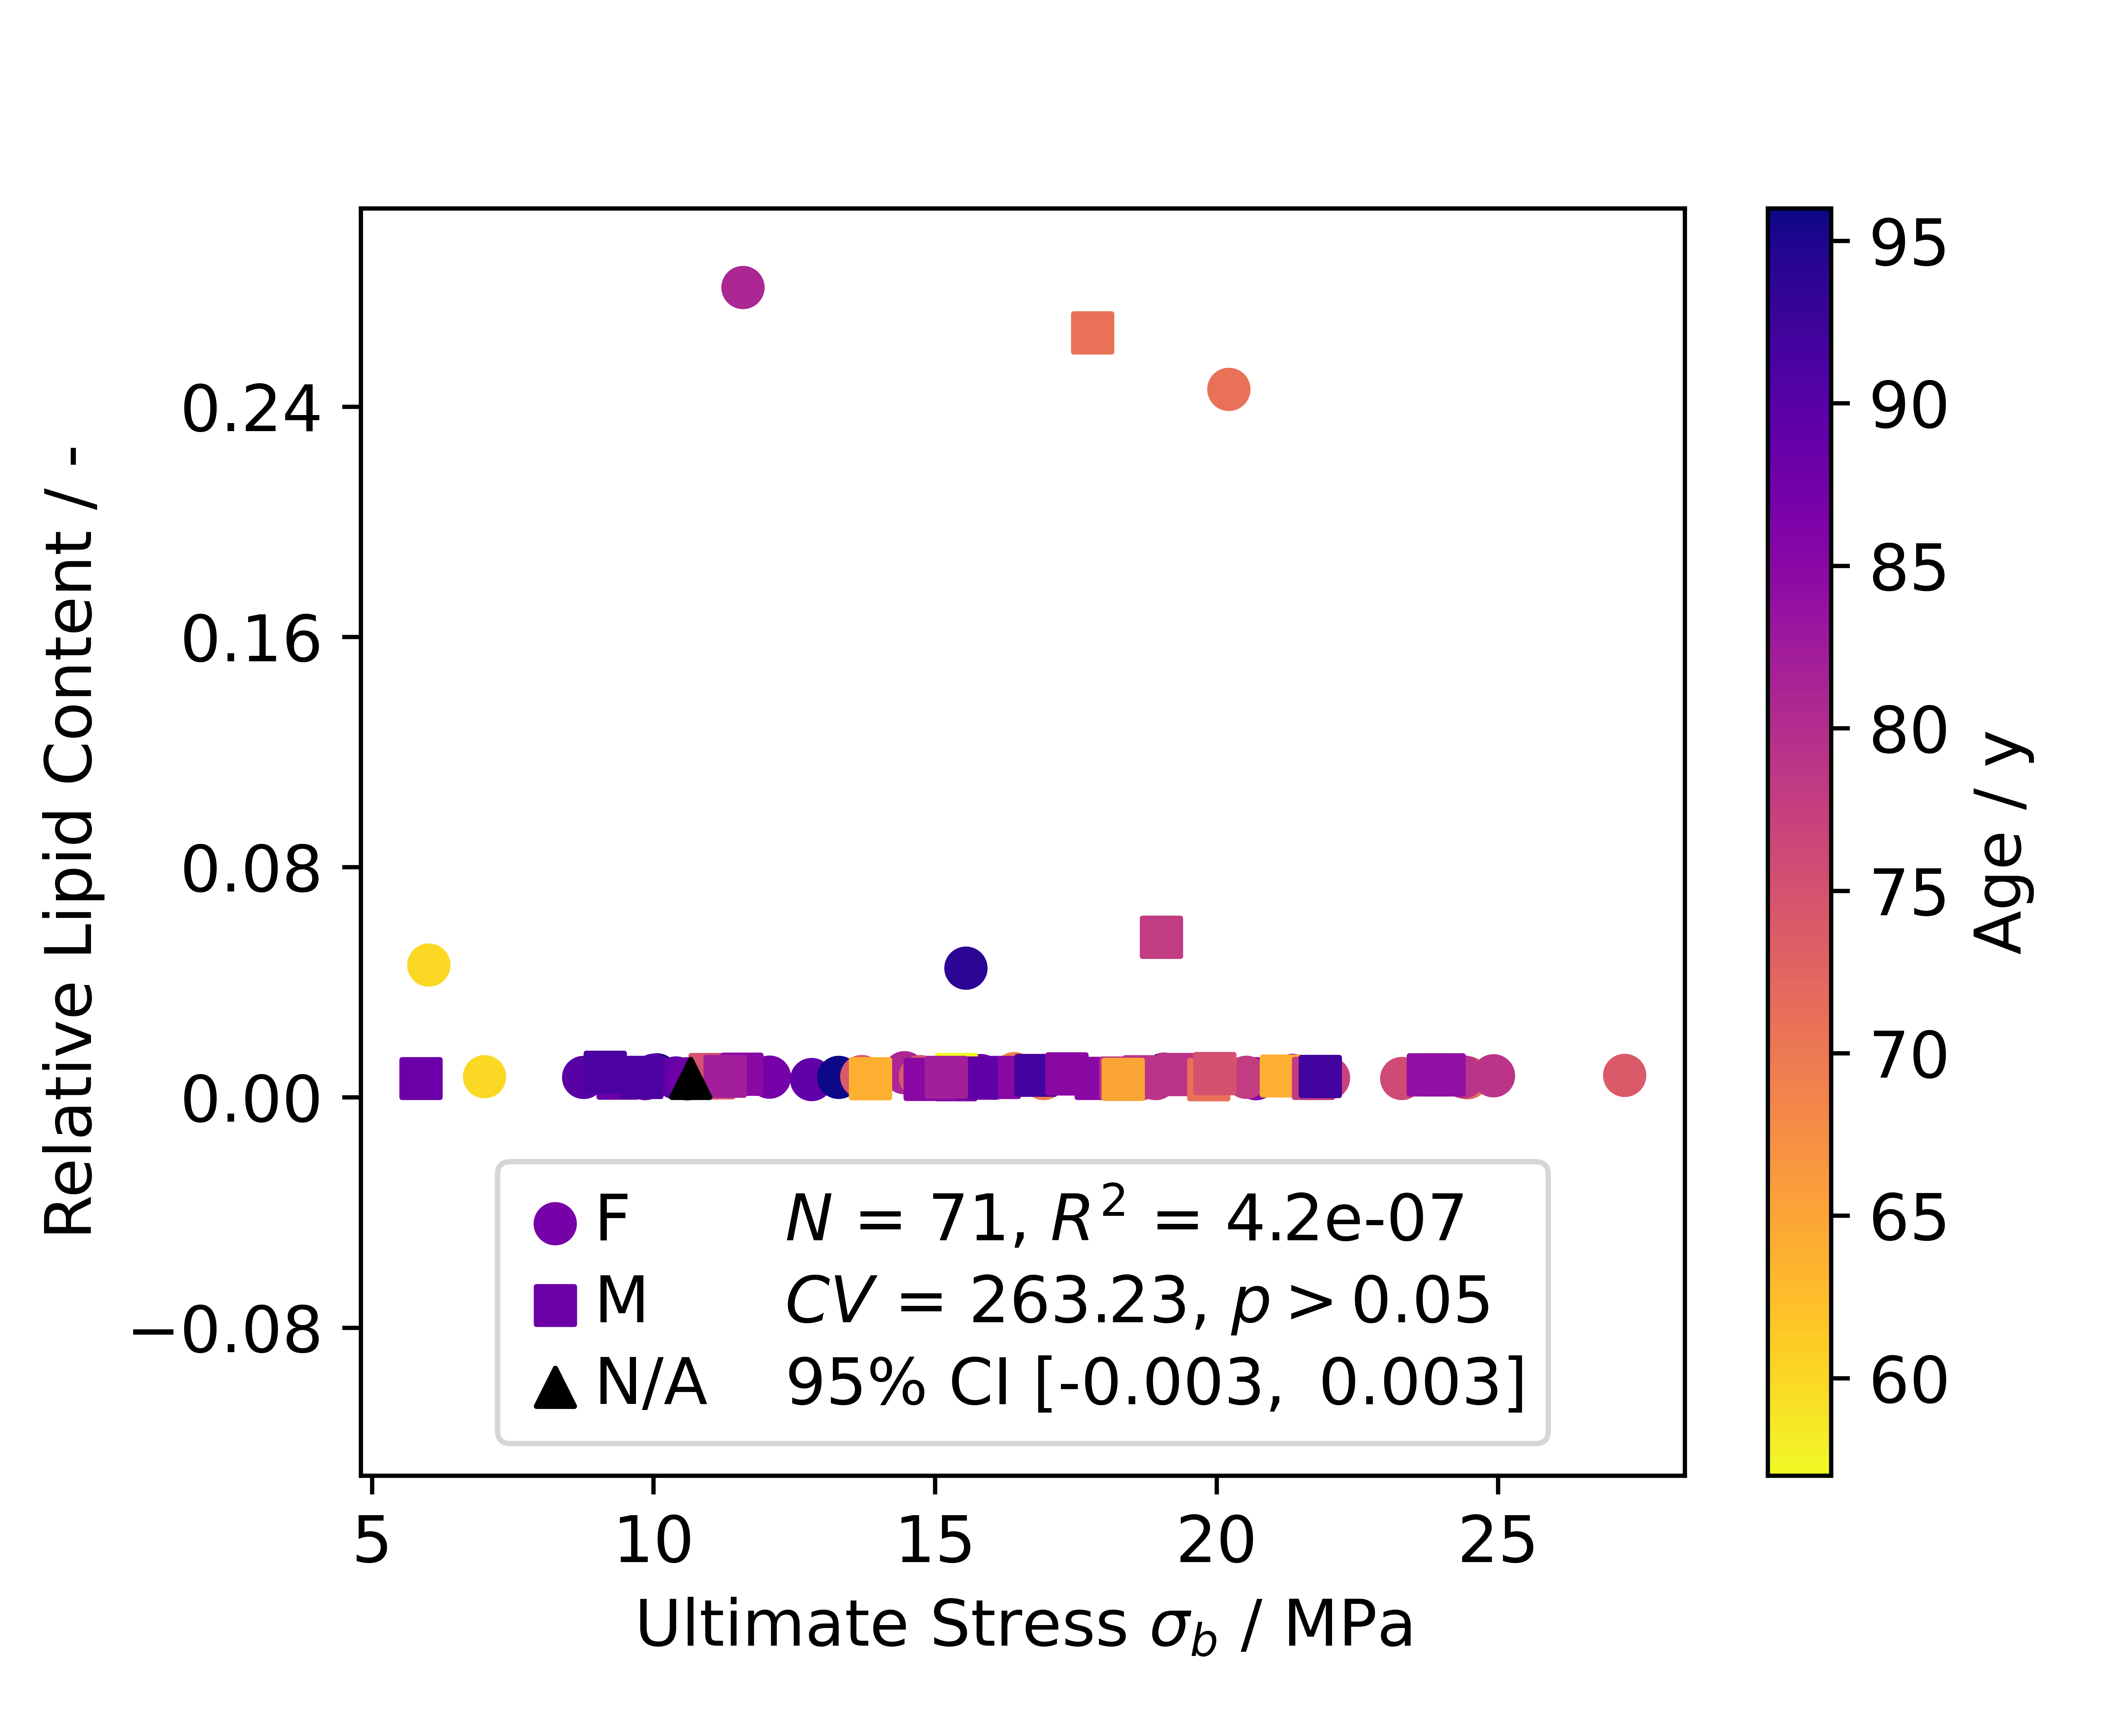 0.24
0.16
0.08
0.00
−0.08
Relative Lipid Content / -
F N = 71, R² = 4.2e-07
M CV = 263.23, p > 0.05
N/A 95% CI [-0.003, 0.003]
5 10 15 20 25
Ultimate Stress σb / MPa
95
90
85
80
75
70
65
60
Age / y